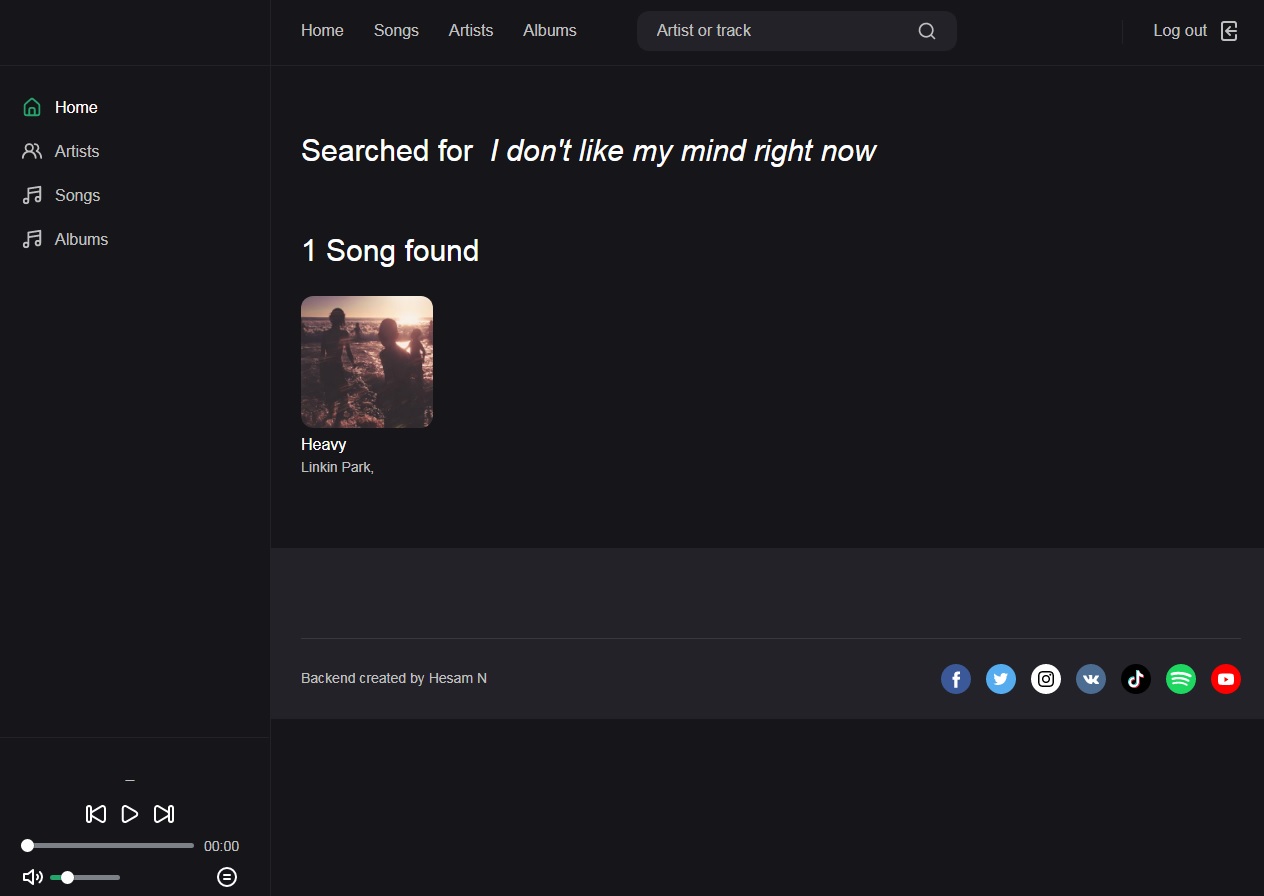 Home Songs Artists Albums Artist or track Log out
Home
Artists
Songs
Albums
Searched for I don't like my mind right now
1 Song found
Heavy
Linkin Park,
Backend created by Hesam N
–
00:00